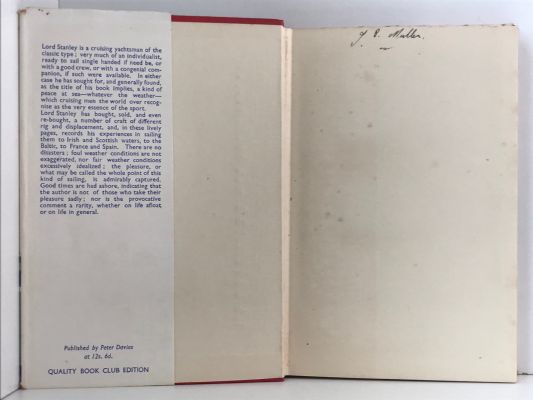 Lord Stanley is a cruising yachtsman of the
classic type; very much of an individualist,
ready to sail single handed if need be, or
with a good crew, or with a congenial com-
panion, if such were available. In either
case he has sought for, and generally found,
as the title of his book implies, a kind of
peace at sea—whatever the weather—
which cruising men the world over recog-
nise as the very essence of the sport.
Lord Stanley has bought, sold, and even
re-bought, a number of craft of different
rig and displacement, and, in these lively
pages, records his experiences in sailing
them to Irish and Scottish waters, to the
Baltic, to France and Spain. There are no
disasters; foul weather conditions are not
exaggerated, nor fair weather conditions
excessively idealized; the pleasure, or
what may be called the whole point of this
kind of sailing, is admirably captured.
Good times are had ashore, indicating that
the author is not of those who take their
pleasure sadly; nor is the provocative
comment a rarity, whether on life afloat
or on life in general.
Published by Peter Davies
at 12s. 6d.
QUALITY BOOK CLUB EDITION